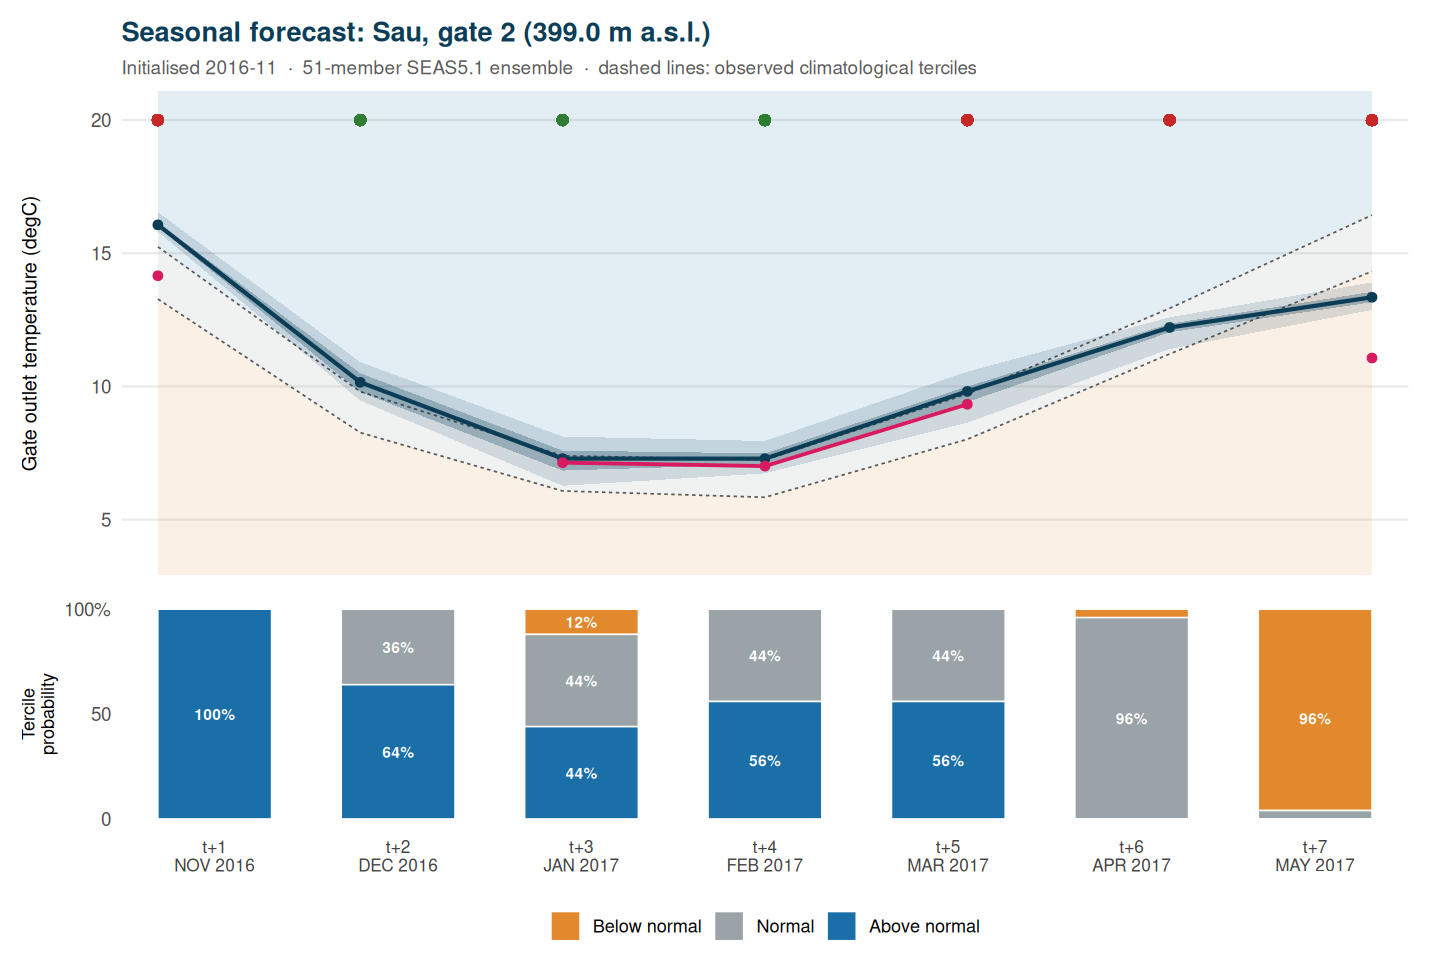 Seasonal forecast: Sau, gate 2 (399.0 m a.s.l.)
Initialised 2016-11 · 51-member SEAS5.1 ensemble · dashed lines: observed climatological terciles
Gate outlet temperature (degC)
20
15
10
5
Tercile
probability
100%
50
0
100%
36%
64%
12%
44%
44%
44%
56%
44%
56%
96%
96%
t+1
NOV 2016
t+2
DEC 2016
t+3
JAN 2017
t+4
FEB 2017
t+5
MAR 2017
t+6
APR 2017
t+7
MAY 2017
Below normal
Normal
Above normal